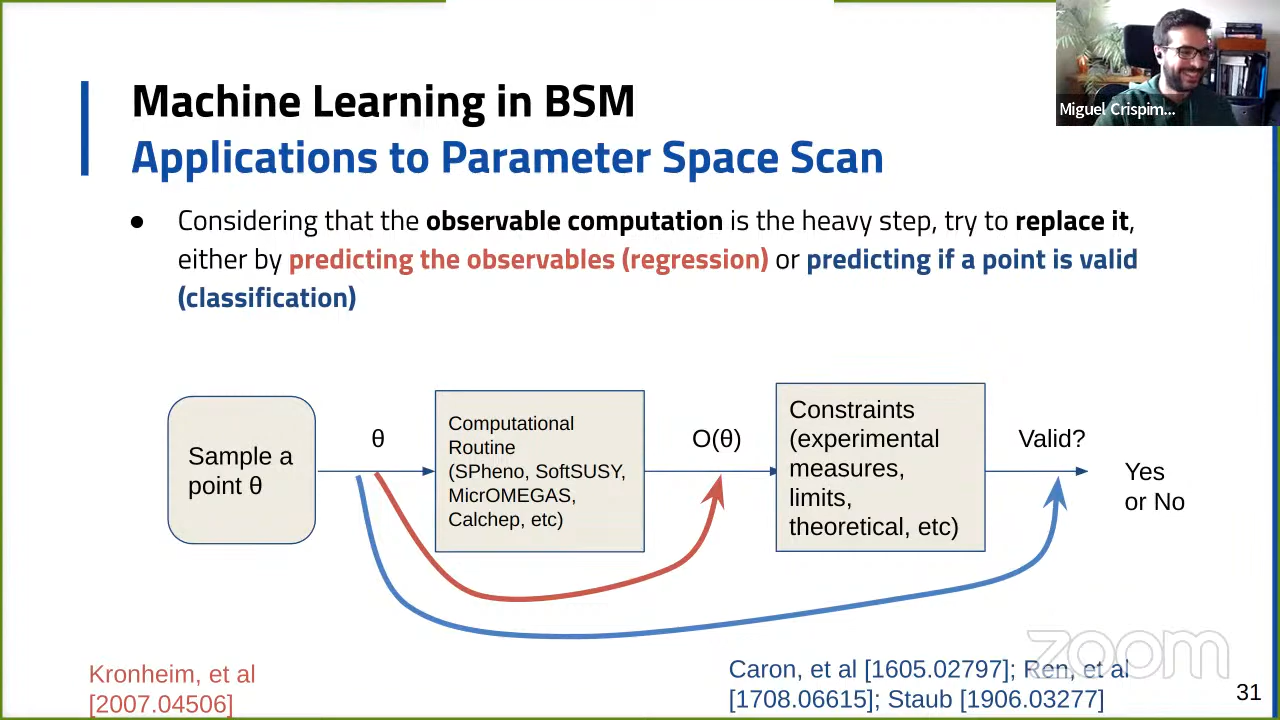 Miguel Crispim...
Machine Learning in BSM
Applications to Parameter Space Scan
● Considering that the observable computation is the heavy step, try to replace it,
either by predicting the observables (regression) or predicting if a point is valid
(classification)
Sample a
point θ
θ
Computational
Routine
(SPheno, SoftSUSY,
MicrOMEGAS,
Calchep, etc)
O(θ)
Constraints
(experimental
measures,
limits,
theoretical, etc)
Valid?
Yes
or No
Kronheim, et al
[2007.04506]
Caron, et al [1605.02797]; Ren, et al
[1708.06615]; Staub [1906.03277]
zoom
31